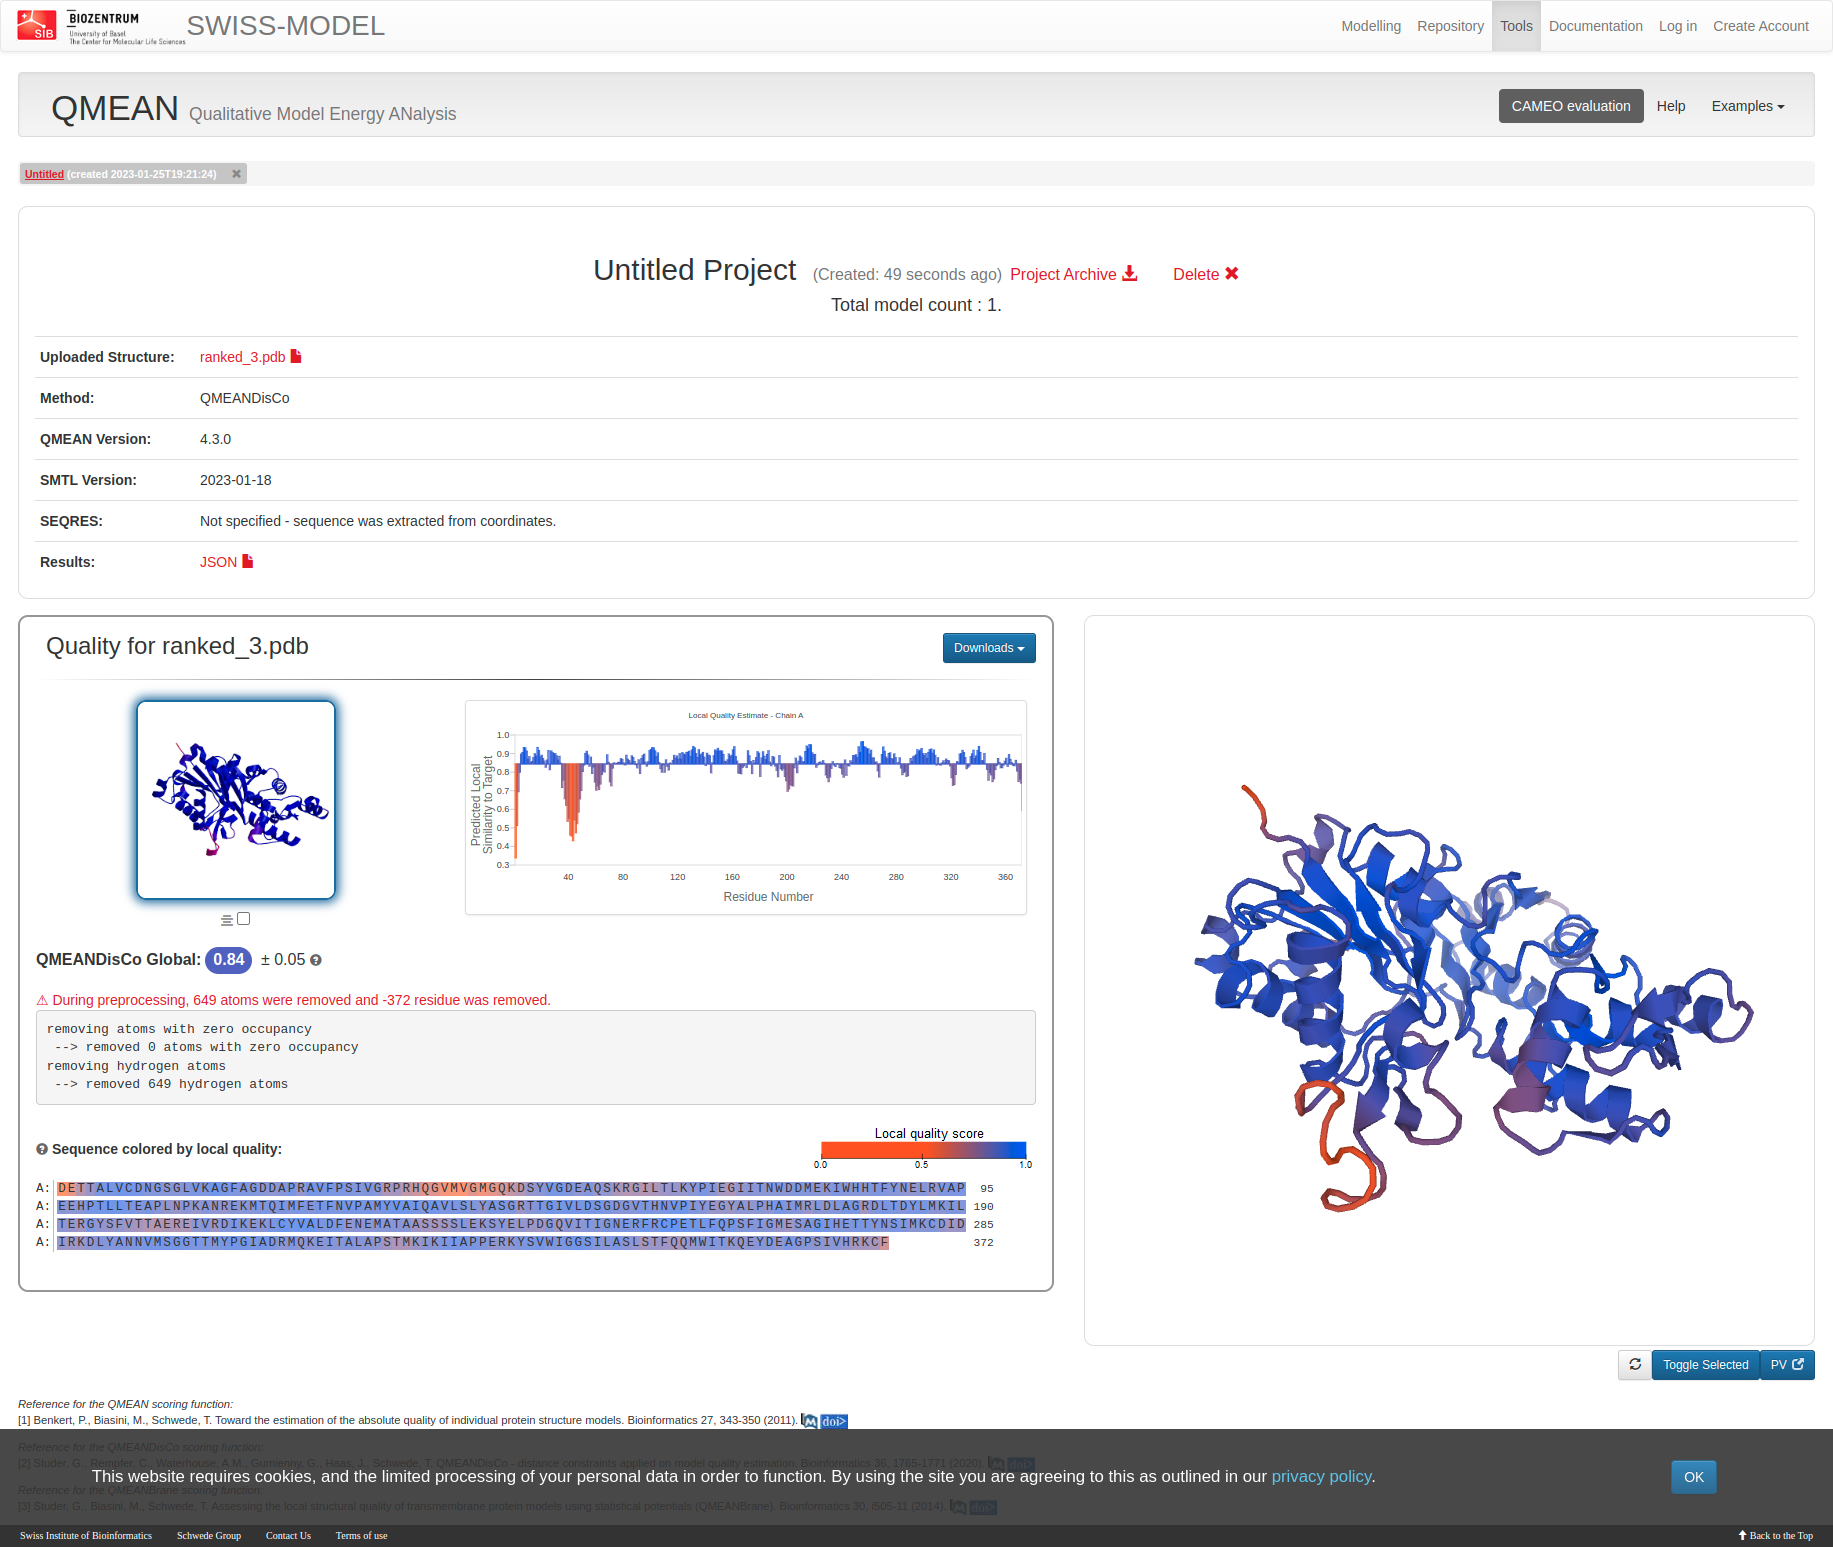 SIB
BIOZENTRUM
University of Basel
The Center for Molecular Life Sciences
SWISS-MODEL
Modelling Repository Tools Documentation Log in Create Account
QMEAN Qualitative Model Energy ANalysis
CAMEO evaluation Help Examples
Untitled (created 2023-01-25T19:21:24)
Untitled Project (Created: 49 seconds ago) Project Archive Delete
Total model count : 1.
Uploaded Structure: ranked_3.pdb
Method: QMEANDisCo
QMEAN Version: 4.3.0
SMTL Version: 2023-01-18
SEQRES: Not specified - sequence was extracted from coordinates.
Results: JSON
Quality for ranked_3.pdb
Downloads
Local Quality Estimate - Chain A
Predicted Local
Similarity to Target
1.0
0.9
0.8
0.7
0.6
0.5
0.4
0.3
40 80 120 160 200 240 280 320 360
Residue Number
QMEANDisCo Global: 0.84 ± 0.05
⚠ During preprocessing, 649 atoms were removed and -372 residue was removed.
removing atoms with zero occupancy
--> removed 0 atoms with zero occupancy
removing hydrogen atoms
--> removed 649 hydrogen atoms
Local quality score
0.0 0.5 1.0
Sequence colored by local quality:
A: DETTALVCDNGSGLVKAGFAGDDAPRAVFPSIVGRPRHQGVMVGMGQKDSYVGDEAQSKRGILTLKYPIEGIITNWDDMEKIWHHTFYNELRVAP 95
A: EEHPTLLTEAPLNPKANREKMTQIMFETFNVPAMYVAIQAVLSLYASGRTTGIVLDSGDGVTHNVPIYEGYALPHAIMRLDLAGRDLTDYLMKIL 190
A: TERGYSFVTTAEREIVRDIKEKLCYVALDFENEMATAASSSSLEKSYELPDGQVITIGNERFRCPETLFQPSFIGMESAGIHETTYNSIMKCDID 285
A: IRKDLYANNVMSGGTTMYPGIADRMQKEITALAPSTMKIKIIAPPERKYSVWIGGSILASLSTFQQMWITKQEYDEAGPSIVHRKCF 372
Toggle Selected PV
Reference for the QMEAN scoring function:
[1] Benkert, P., Biasini, M., Schwede, T. Toward the estimation of the absolute quality of individual protein structure models. Bioinformatics 27, 343-350 (2011). doi>
Reference for the QMEANDisCo scoring function:
[2] Studer, G., Rempfer, C., Waterhouse, A.M., Gumienny, G., Haas, J., Schwede, T. QMEANDisCo - distance constraints applied on model quality estimation. Bioinformatics 36, 1765-1771 (2020). doi>
This website requires cookies, and the limited processing of your personal data in order to function. By using the site you are agreeing to this as outlined in our privacy policy.
OK
Reference for the QMEANBrane scoring function:
[3] Studer, G., Biasini, M., Schwede, T. Assessing the local structural quality of transmembrane protein models using statistical potentials (QMEANBrane). Bioinformatics 30, i505-11 (2014). doi>
Swiss Institute of Bioinformatics Schwede Group Contact Us Terms of use
Back to the Top